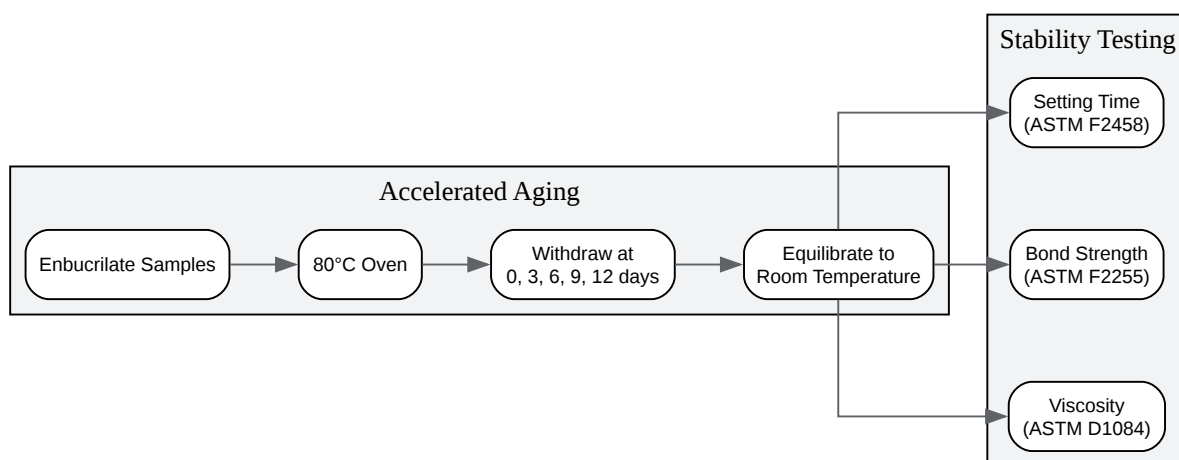 Stability Testing
Setting Time
(ASTM F2458)
Accelerated Aging
Enbucrilate Samples
80°C Oven
Withdraw at
0, 3, 6, 9, 12 days
Equilibrate to
Room Temperature
Bond Strength
(ASTM F2255)
Viscosity
(ASTM D1084)